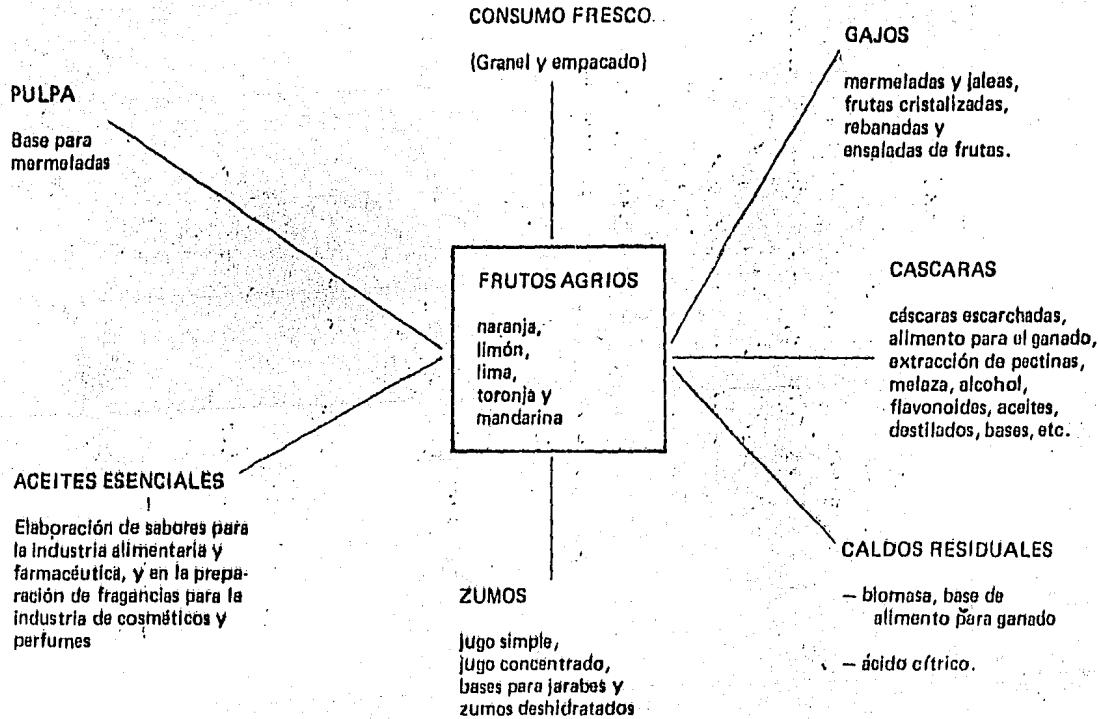 CONSUMO FRESCO
(Granel y empacado)
GAJOS
mermeladas y jaleas,
frutas cristalizadas,
rebanadas y
ensaladas de frutas.
PULPA
Base para
mermeladas
FRUTOS AGRIOS
naranja,
limón,
lima,
toronja y
mandarina
CASCARAS
cáscaras escarchadas,
alimento para el ganado,
extracción de pectinas,
melaza, alcohol,
flavonoides, aceites,
destilados, bases, etc.
ACEITES ESENCIALES
Elaboración de sabores para
la industria alimentaria y
farmacéutica, y en la prepa-
ración de fragancias para la
industria de cosméticos y
perfumes
ZUMOS
jugo simple,
jugo concentrado,
bases para jarabes y
zumos deshidratados
CALDOS RESIDUALES
— biomasa, base de
alimento para ganado
— ácido cítrico.